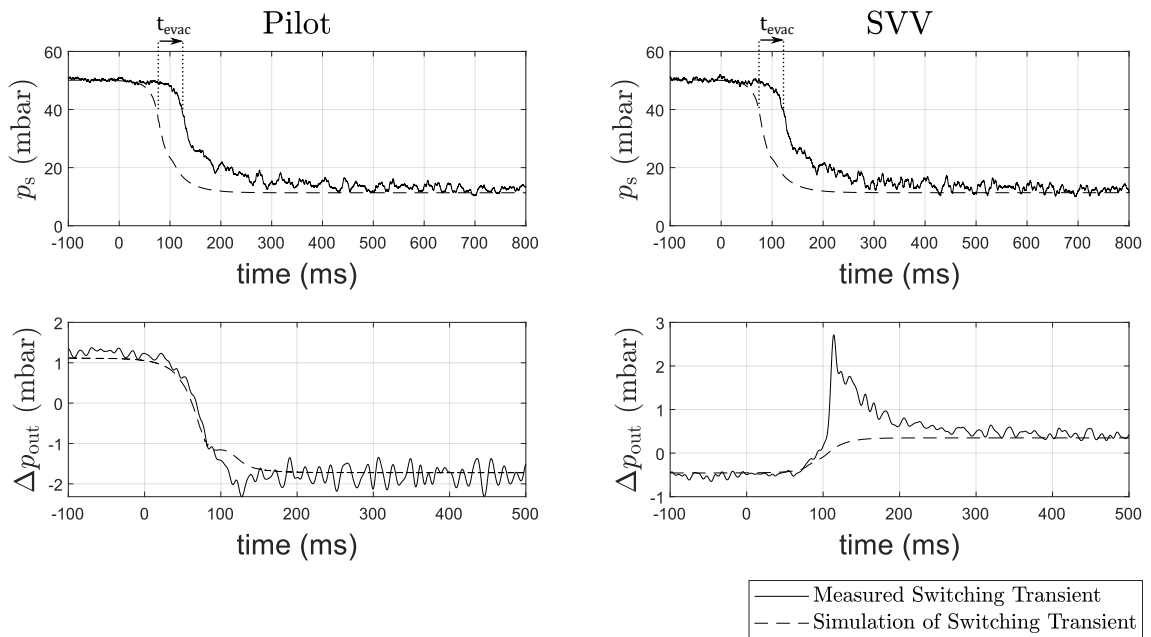 Pilot
t_evac
60
40
20
0
p_s (mbar)
-100 0 100 200 300 400 500 600 700 800
time (ms)
SVV
t_evac
60
40
20
0
p_s (mbar)
-100 0 100 200 300 400 500 600 700 800
time (ms)
2
1
0
-1
-2
Δp_out (mbar)
-100 0 100 200 300 400 500
time (ms)
3
2
1
0
-1
Δp_out (mbar)
-100 0 100 200 300 400 500
time (ms)
Measured Switching Transient
Simulation of Switching Transient